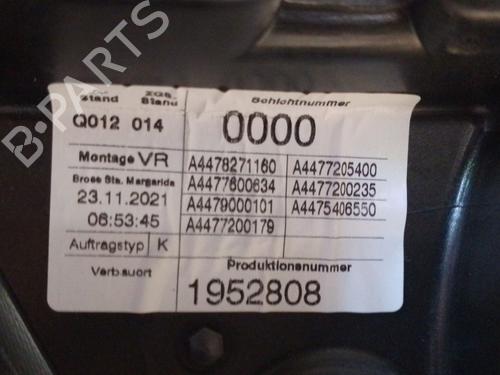 B-PARTS
Stand ZGS. Stand Schichtnummer
Q012 014 0000
Montage VR A4478271160 A4477205400
Brose Sta. Margarida A4477600634 A4477200235
23.11.2021 A4479000101 A4475406550
06:53:45 A4477200179
Auftragstyp K
Verbauort Produktionsnummer
1952808